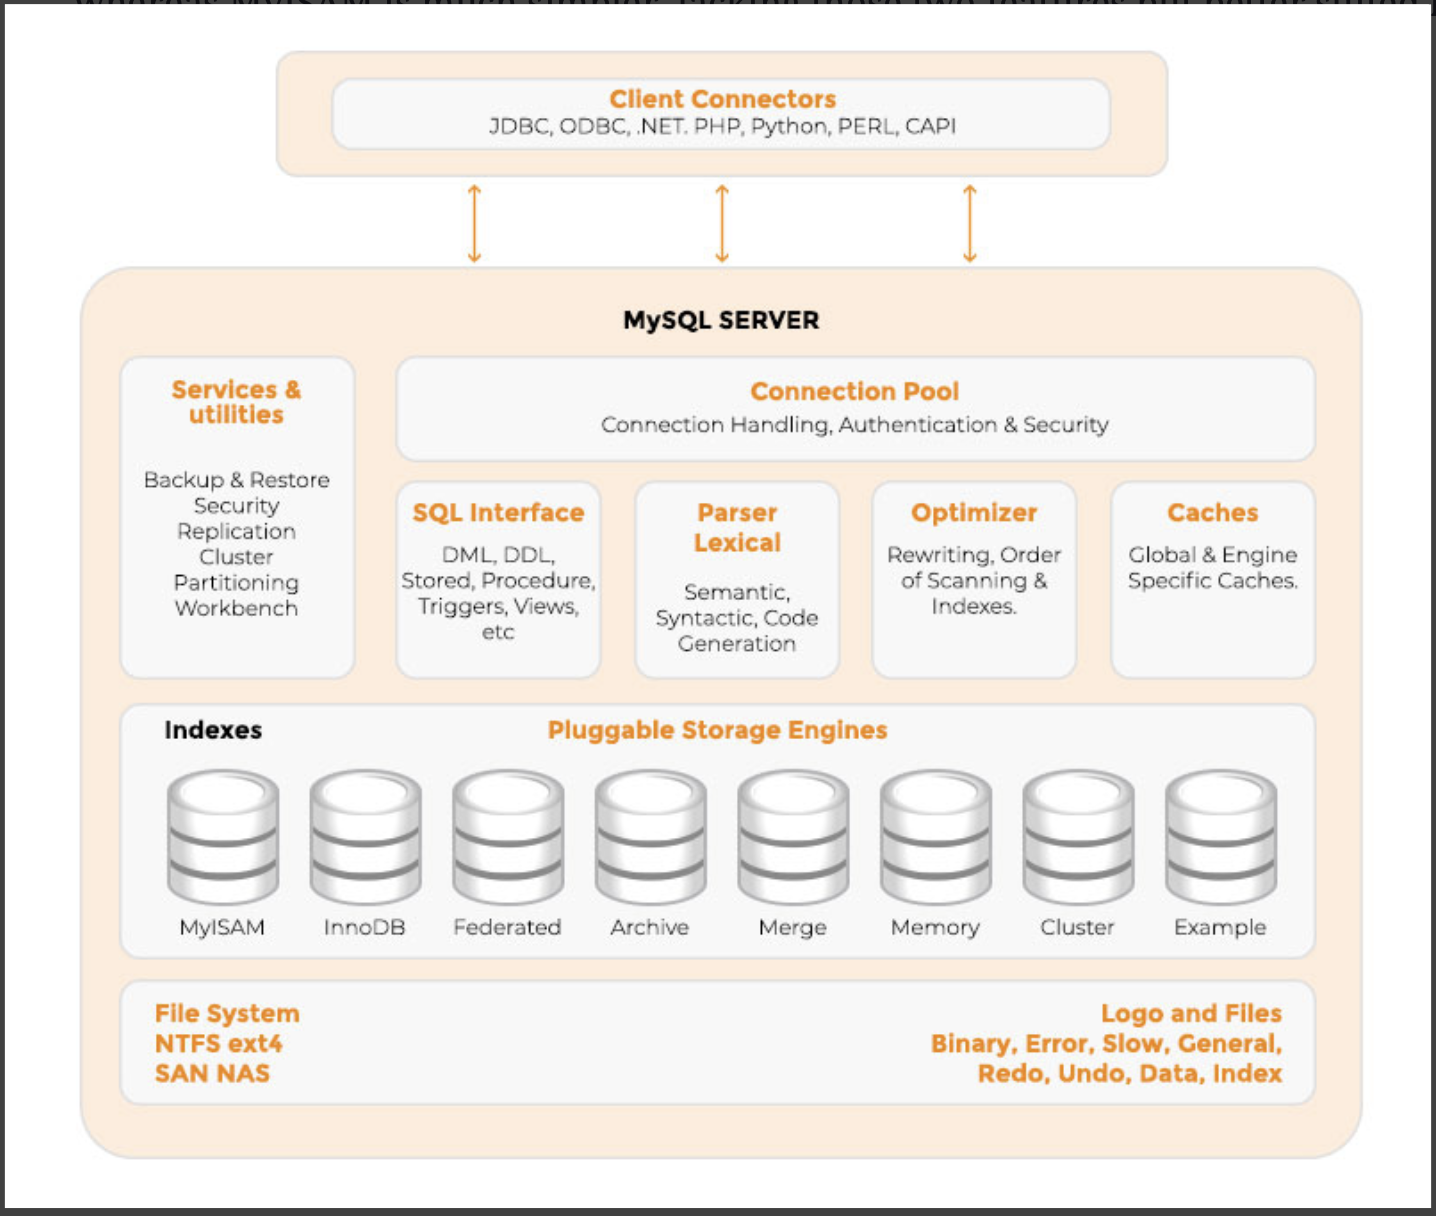 Client Connectors
JDBC, ODBC, .NET. PHP, Python, PERL, CAPI
MySQL SERVER
Services &
utilities
Backup & Restore
Security
Replication
Cluster
Partitioning
Workbench
Connection Pool
Connection Handling, Authentication & Security
SQL Interface
DML, DDL,
Stored, Procedure,
Triggers, Views,
etc
Parser
Lexical
Semantic,
Syntactic, Code
Generation
Optimizer
Rewriting, Order
of Scanning &
Indexes.
Caches
Global & Engine
Specific Caches.
Indexes
Pluggable Storage Engines
MyISAM
InnoDB
Federated
Archive
Merge
Memory
Cluster
Example
File System
NTFS ext4
SAN NAS
Logo and Files
Binary, Error, Slow, General,
Redo, Undo, Data, Index